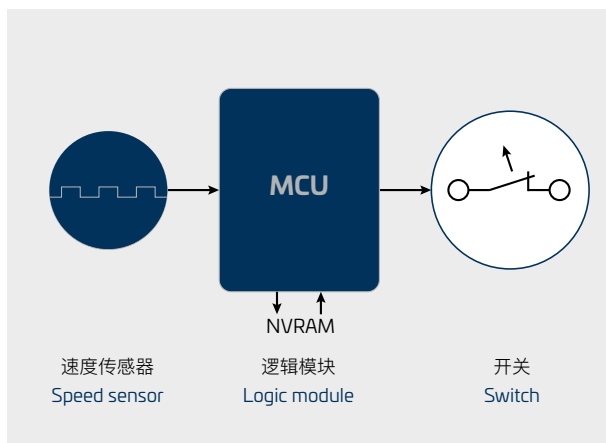 MCU
NVRAM
速度传感器
Speed sensor
逻辑模块
Logic module
开关
Switch